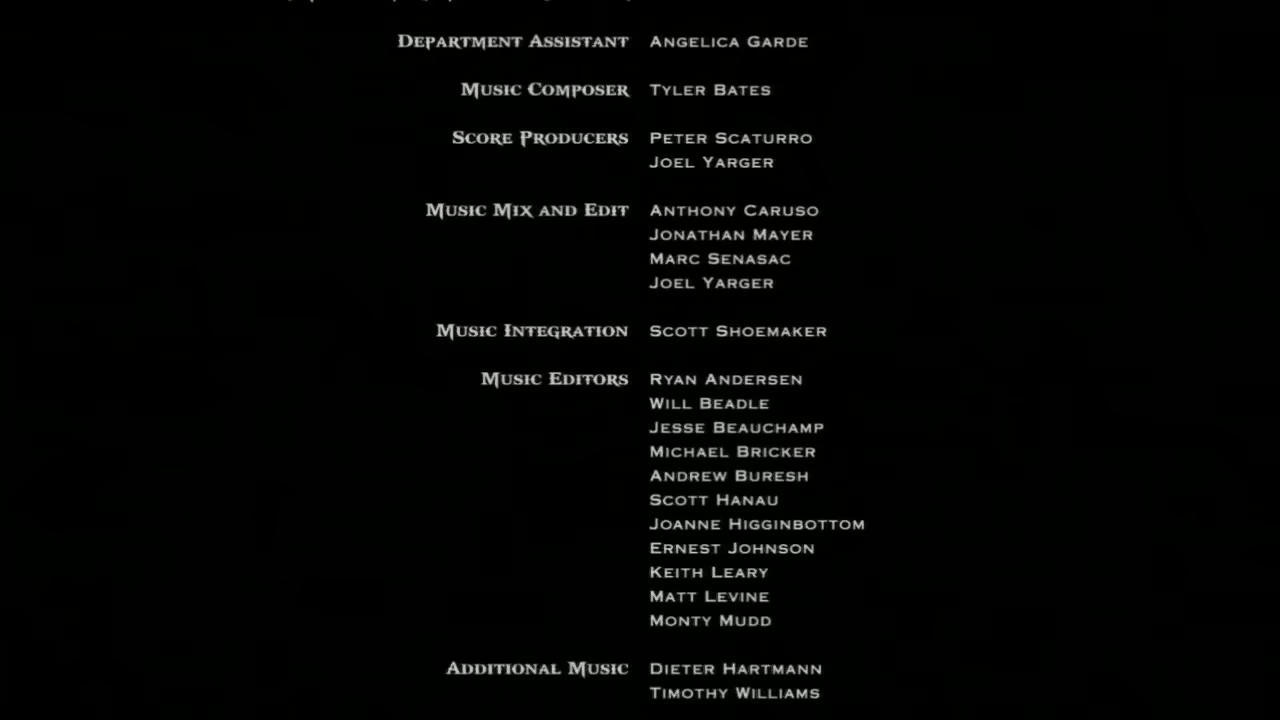 DEPARTMENT ASSISTANT ANGELICA GARDE
MUSIC COMPOSER TYLER BATES
SCORE PRODUCERS PETER SCATURRO
JOEL YARGER
MUSIC MIX AND EDIT ANTHONY CARUSO
JONATHAN MAYER
MARC SENASAC
JOEL YARGER
MUSIC INTEGRATION SCOTT SHOEMAKER
MUSIC EDITORS RYAN ANDERSEN
WILL BEADLE
JESSE BEAUCHAMP
MICHAEL BRICKER
ANDREW BURESH
SCOTT HANAU
JOANNE HIGGINBOTTOM
ERNEST JOHNSON
KEITH LEARY
MATT LEVINE
MONTY MUDD
ADDITIONAL MUSIC DIETER HARTMANN
TIMOTHY WILLIAMS